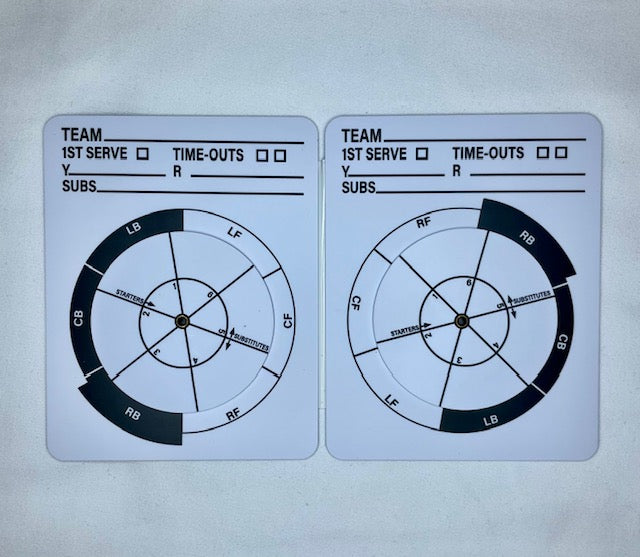 TEAM
1ST SERVE TIME-OUTS
Y R
SUBS
LB
LF
CB
CF
RB
RF
STARTERS
SUBSTITUTES
1
6
2
5
3
4
TEAM
1ST SERVE TIME-OUTS
Y R
SUBS
RF
RB
CF
CB
LF
LB
STARTERS
SUBSTITUTES
6
1
5
2
4
3